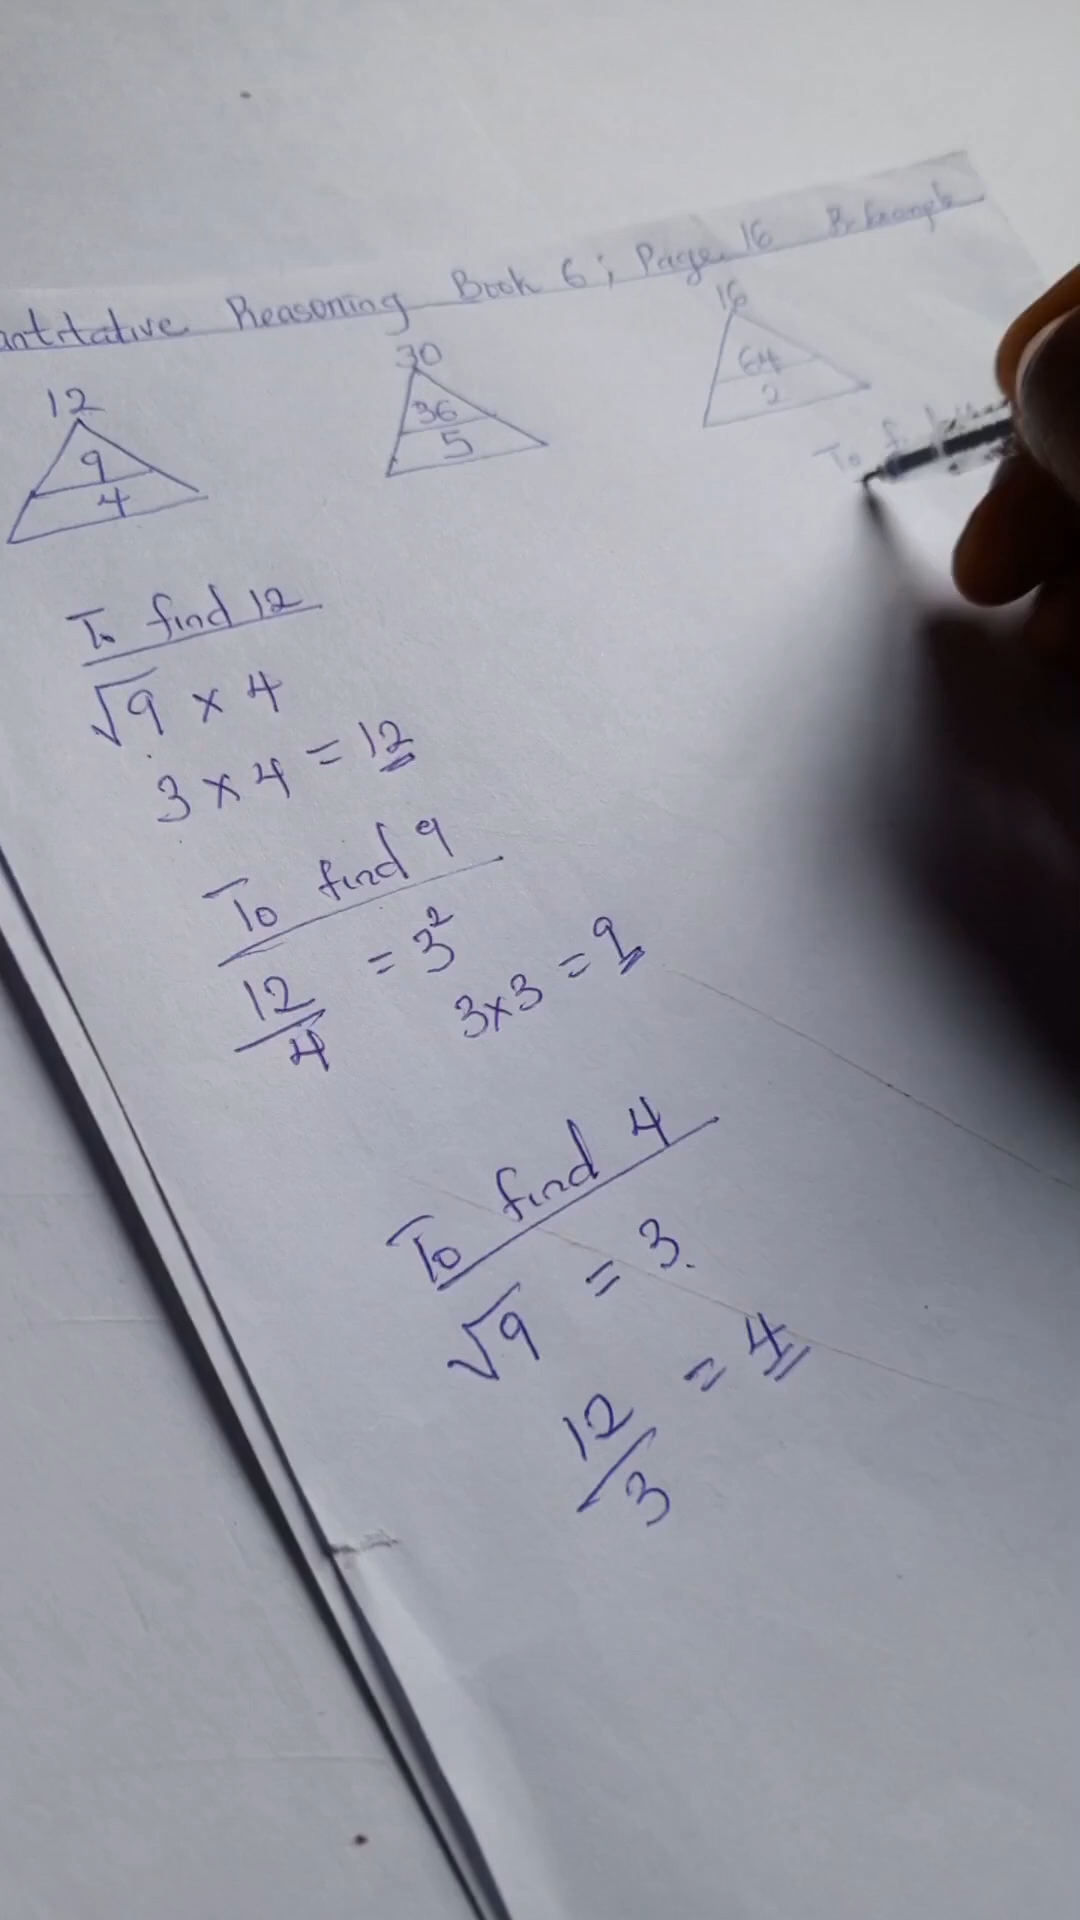 antitative Reasoning Book 6; Page 16 Example
12
9
4
30
36
5
16
64
2
To
To find 12
√9 × 4
3 × 4 = 12
To find 9
12/4 = 3²
3×3 = 9
To find 4
√9 = 3.
12/3 = 4